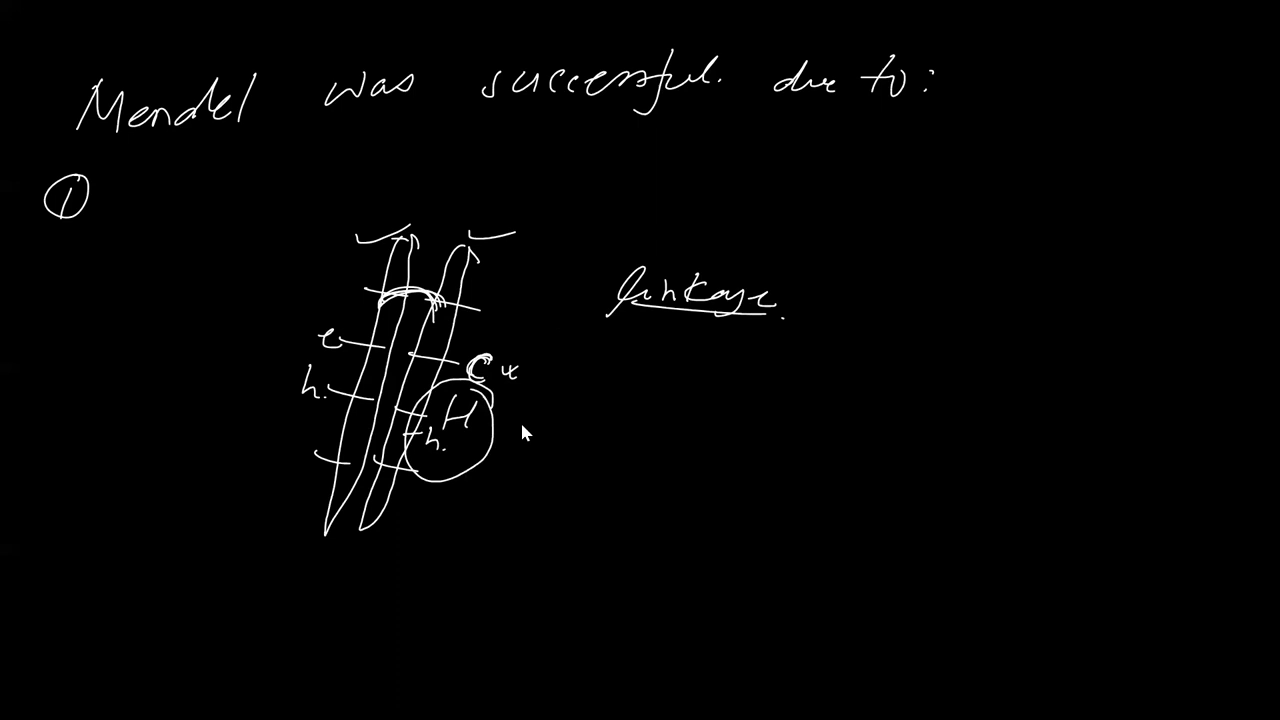 Mendel was successful. due to:
①
linkage.
e
C
h.
H
h.